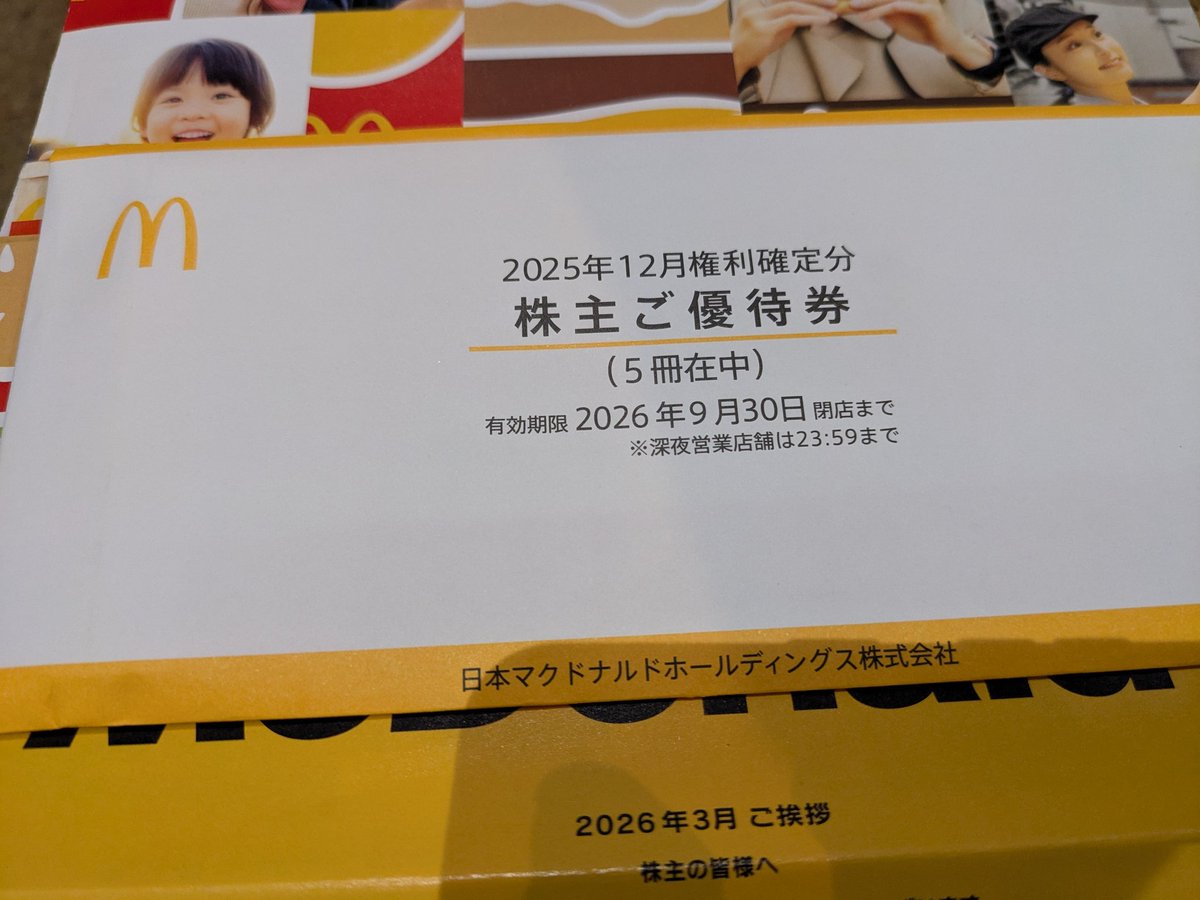 2025年12月権利確定分
株主ご優待券
(5冊在中)
有効期限 2026年9月30日 閉店まで
※深夜営業店舗は23:59まで
日本マクドナルドホールディングス株式会社
2026年3月 ご挨拶
株主の皆様へ